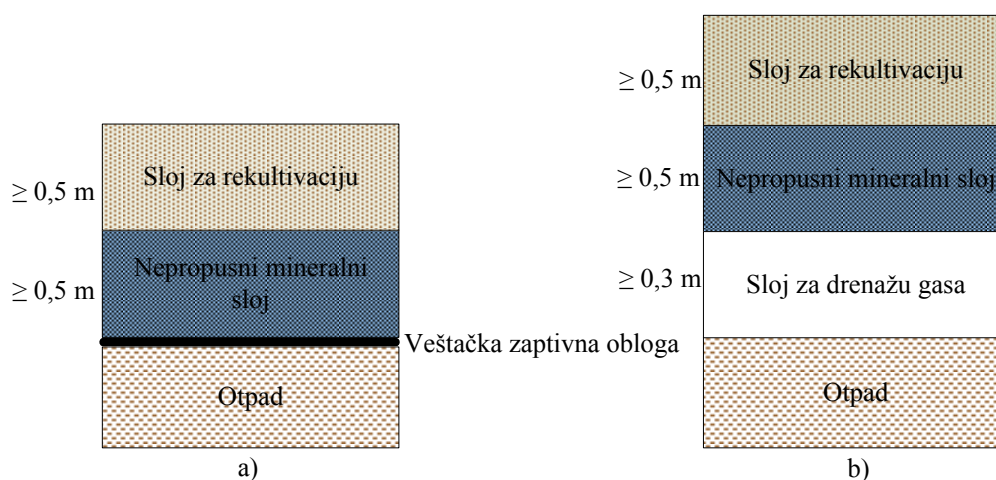 Sloj za rekultivaciju
≥ 0,5 m
Nepropusni mineralni
sloj
≥ 0,5 m
Veštačka zaptivna obloga
Otpad
a)
Sloj za rekultivaciju
≥ 0,5 m
Nepropusni mineralni sloj
≥ 0,5 m
Sloj za drenažu gasa
≥ 0,3 m
Otpad
b)